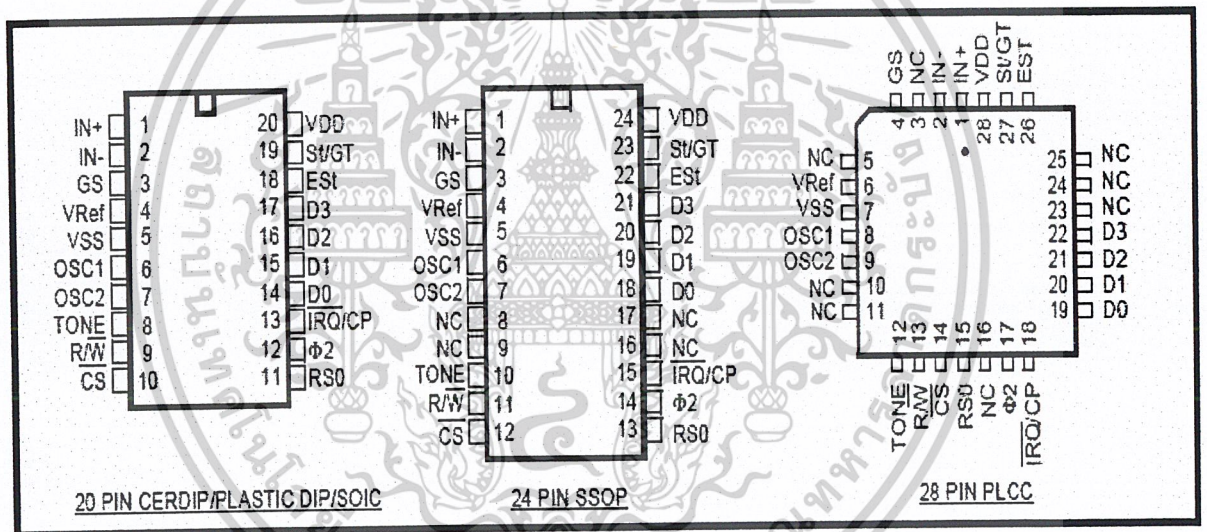 IN+ 1 20 VDD
IN- 2 19 St/GT
GS 3 18 ESt
VRef 4 17 D3
VSS 5 16 D2
OSC1 6 15 D1
OSC2 7 14 D0
TONE 8 13 I̅R̅Q̅/CP
R/W̅ 9 12 Φ2
C̅S̅ 10 11 RS0
20 PIN CERDIP/PLASTIC DIP/SOIC
IN+ 1 24 VDD
IN- 2 23 St/GT
GS 3 22 ESt
VRef 4 21 D3
VSS 5 20 D2
OSC1 6 19 D1
OSC2 7 18 D0
NC 8 17 NC
NC 9 16 NC
TONE 10 15 I̅R̅Q̅/CP
R/W̅ 11 14 Φ2
C̅S̅ 12 13 RS0
24 PIN SSOP
GS NC IN- IN+ VDD St/GT EST
4 3 2 1 28 27 26
NC 5 25 NC
VRef 6 24 NC
VSS 7 23 NC
OSC1 8 22 D3
OSC2 9 21 D2
NC 10 20 D1
NC 11 19 D0
12 13 14 15 16 17 18
TONE R/W̅ C̅S̅ RS0 NC Φ2 I̅R̅Q̅/CP
28 PIN PLCC